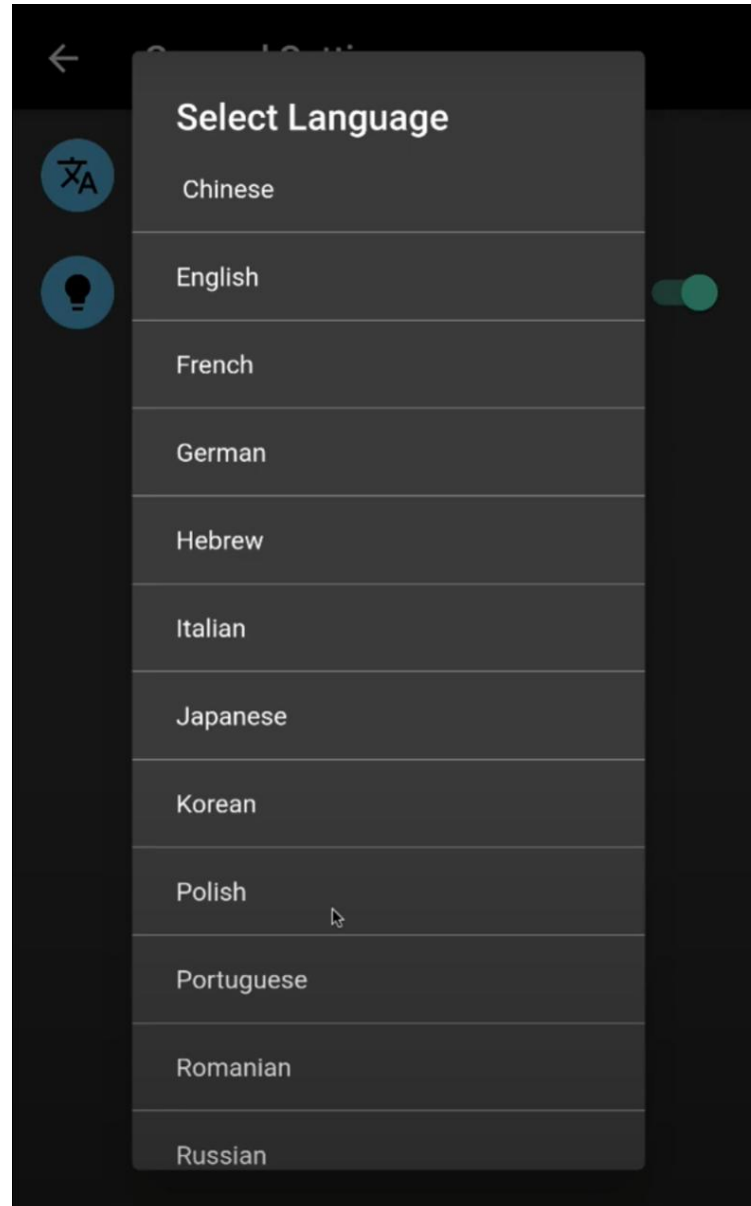 Select Language
Chinese
English
French
German
Hebrew
Italian
Japanese
Korean
Polish
Portuguese
Romanian
Russian